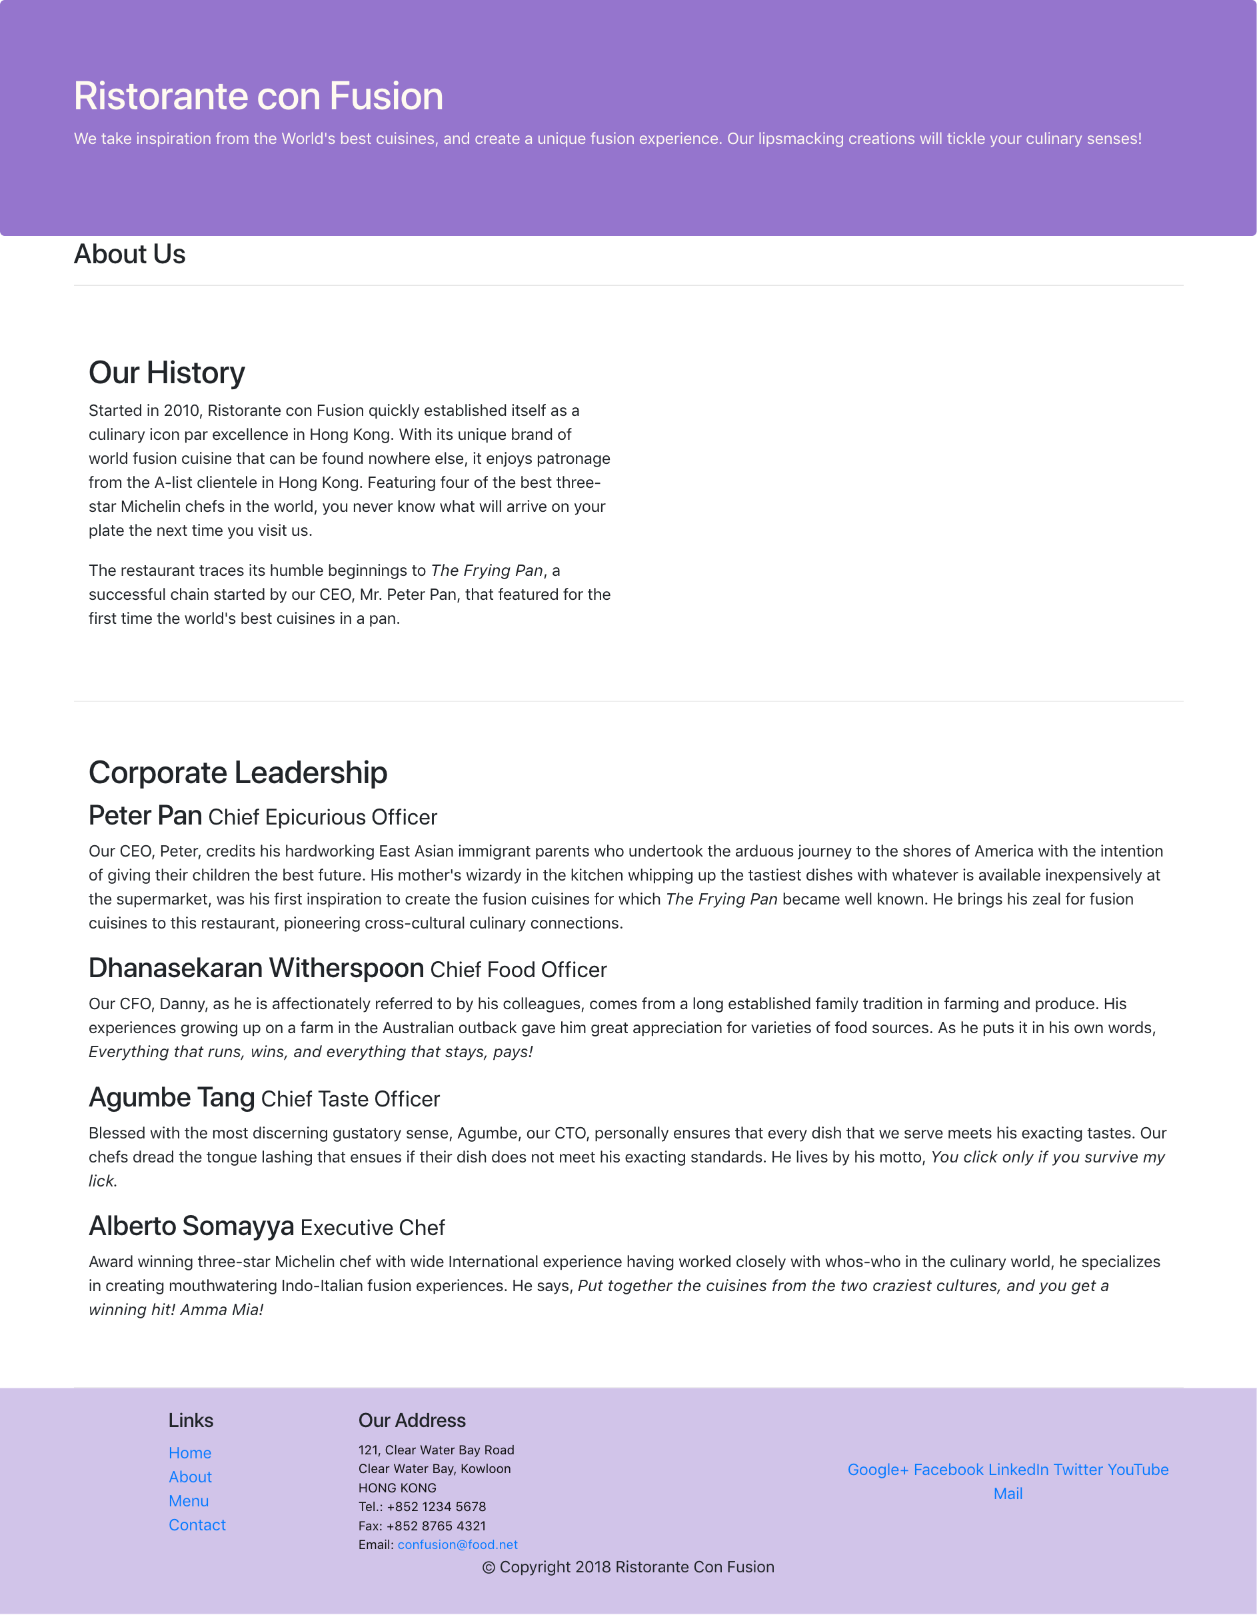 Ristorante con Fusion
We take inspiration from the World's best cuisines, and create a unique fusion experience. Our lipsmacking creations will tickle your culinary senses!
About Us
Our History
Started in 2010, Ristorante con Fusion quickly established itself as a
culinary icon par excellence in Hong Kong. With its unique brand of
world fusion cuisine that can be found nowhere else, it enjoys patronage
from the A-list clientele in Hong Kong. Featuring four of the best three-
star Michelin chefs in the world, you never know what will arrive on your
plate the next time you visit us.
The restaurant traces its humble beginnings to The Frying Pan, a
successful chain started by our CEO, Mr. Peter Pan, that featured for the
first time the world's best cuisines in a pan.
Corporate Leadership
Peter Pan Chief Epicurious Officer
Our CEO, Peter, credits his hardworking East Asian immigrant parents who undertook the arduous journey to the shores of America with the intention
of giving their children the best future. His mother's wizardy in the kitchen whipping up the tastiest dishes with whatever is available inexpensively at
the supermarket, was his first inspiration to create the fusion cuisines for which The Frying Pan became well known. He brings his zeal for fusion
cuisines to this restaurant, pioneering cross-cultural culinary connections.
Dhanasekaran Witherspoon Chief Food Officer
Our CFO, Danny, as he is affectionately referred to by his colleagues, comes from a long established family tradition in farming and produce. His
experiences growing up on a farm in the Australian outback gave him great appreciation for varieties of food sources. As he puts it in his own words,
Everything that runs, wins, and everything that stays, pays!
Agumbe Tang Chief Taste Officer
Blessed with the most discerning gustatory sense, Agumbe, our CTO, personally ensures that every dish that we serve meets his exacting tastes. Our
chefs dread the tongue lashing that ensues if their dish does not meet his exacting standards. He lives by his motto, You click only if you survive my
lick.
Alberto Somayya Executive Chef
Award winning three-star Michelin chef with wide International experience having worked closely with whos-who in the culinary world, he specializes
in creating mouthwatering Indo-Italian fusion experiences. He says, Put together the cuisines from the two craziest cultures, and you get a
winning hit! Amma Mia!
Links
Home
About
Menu
Contact
Our Address
121, Clear Water Bay Road
Clear Water Bay, Kowloon
HONG KONG
Tel.: +852 1234 5678
Fax: +852 8765 4321
Email: confusion@food.net
Google+ Facebook LinkedIn Twitter YouTube
Mail
© Copyright 2018 Ristorante Con Fusion